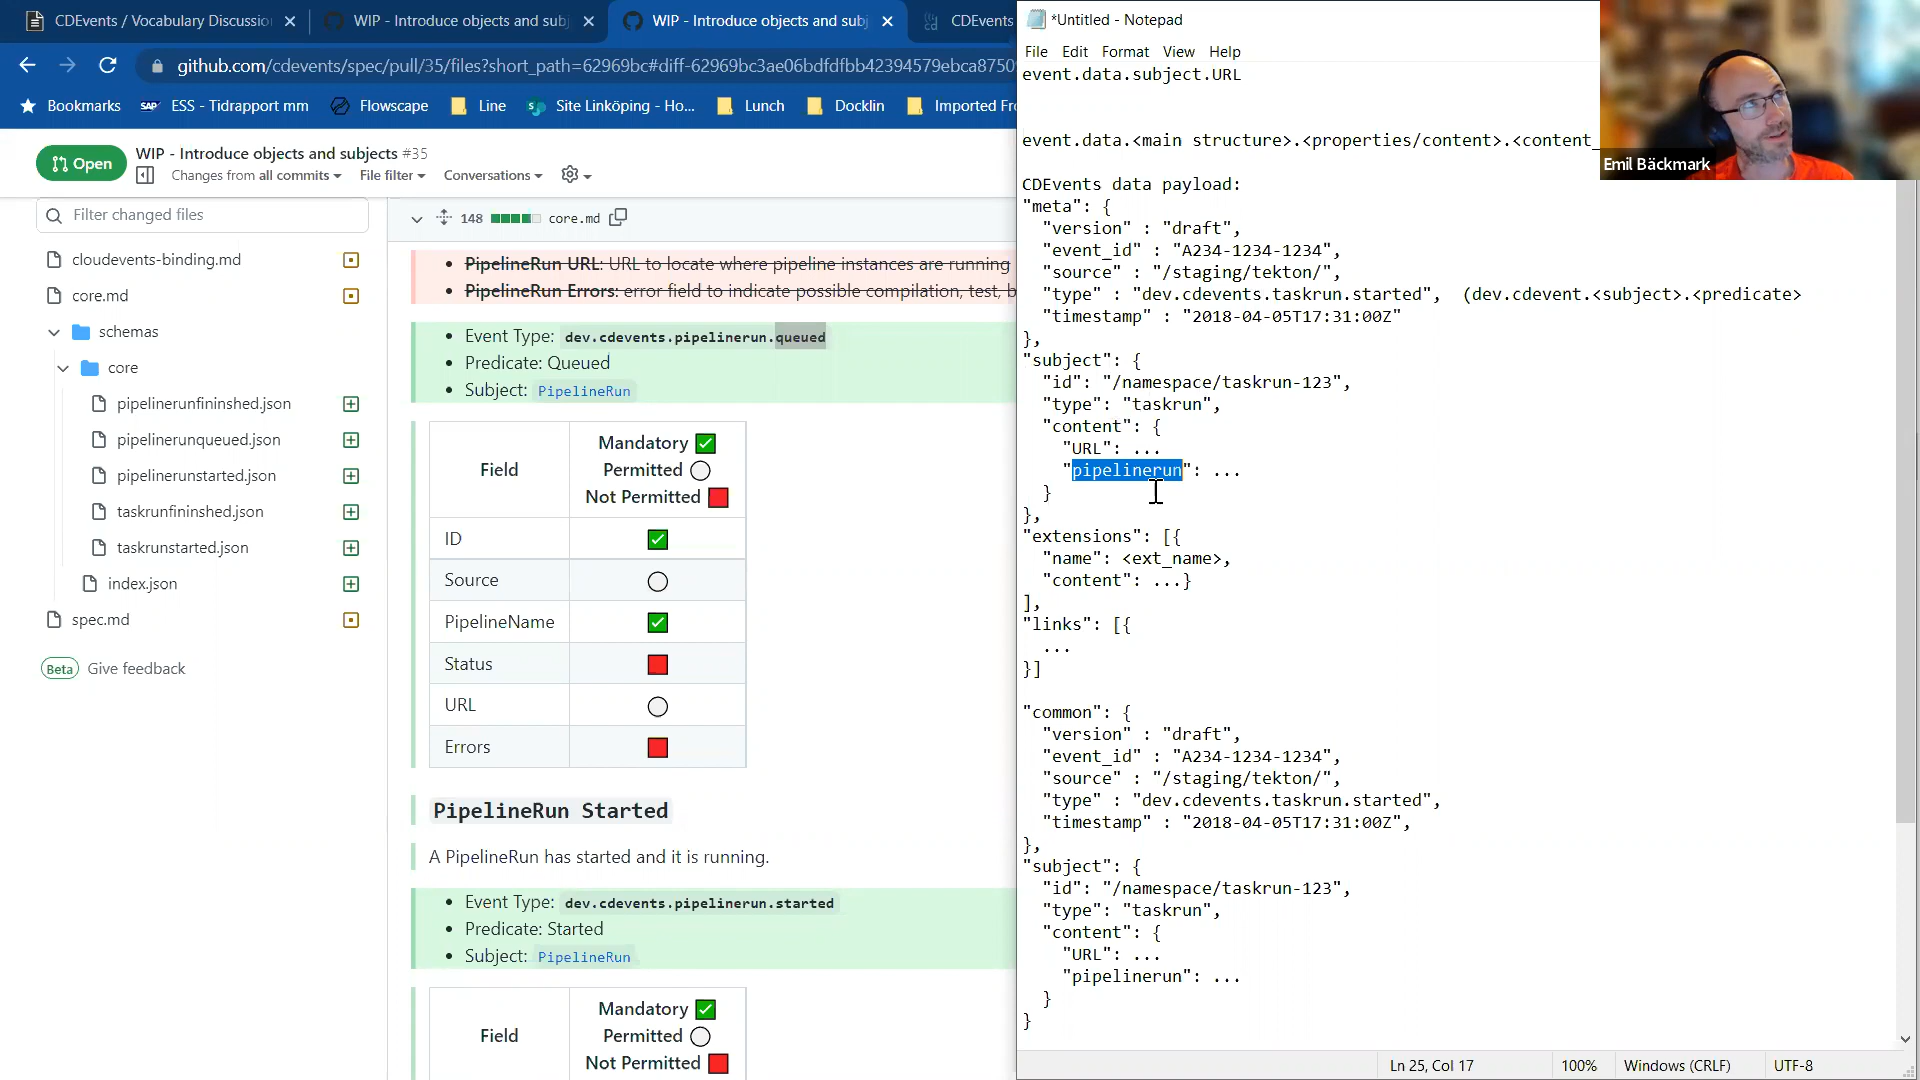 CDEvents / Vocabulary Discussio
WIP - Introduce objects and sub
WIP - Introduce objects and subj
CDEvents
github.com/cdevents/spec/pull/35/files?short_path=62969bc#diff-62969bc3ae06bdfdfbb42394579ebca8750
Bookmarks
ESS - Tidrapport mm
Flowscape
Line
Site Linköping - Ho...
Lunch
Docklin
Imported Fr
Open
WIP - Introduce objects and subjects #35
Changes from all commits
File filter
Conversations
Filter changed files
cloudevents-binding.md
core.md
schemas
core
pipelinerunfininshed.json
pipelinerunqueued.json
pipelinerunstarted.json
taskrunfininshed.json
taskrunstarted.json
index.json
spec.md
Beta Give feedback
148 core.md
PipelineRun URL: URL to locate where pipeline instances are running
PipelineRun Errors: error field to indicate possible compilation, test, b
Event Type: dev.cdevents.pipelinerun.queued
Predicate: Queued
Subject: PipelineRun
Field
Mandatory
Permitted
Not Permitted
ID
Source
PipelineName
Status
URL
Errors
PipelineRun Started
A PipelineRun has started and it is running.
Event Type: dev.cdevents.pipelinerun.started
Predicate: Started
Subject: PipelineRun
Field
Mandatory
Permitted
Not Permitted
*Untitled - Notepad
File Edit Format View Help
event.data.subject.URL
event.data.<main structure>.<properties/content>.<content_
CDEvents data payload:
"meta": {
"version" : "draft",
"event_id" : "A234-1234-1234",
"source" : "/staging/tekton/",
"type" : "dev.cdevents.taskrun.started", (dev.cdevent.<subject>.<predicate>
"timestamp" : "2018-04-05T17:31:00Z"
},
"subject": {
"id": "/namespace/taskrun-123",
"type": "taskrun",
"content": {
"URL": ...
"pipelinerun": ...
}
},
"extensions": [{
"name": <ext_name>,
"content": ...}
],
"links": [{
...
}]
"common": {
"version" : "draft",
"event_id" : "A234-1234-1234",
"source" : "/staging/tekton/",
"type" : "dev.cdevents.taskrun.started",
"timestamp" : "2018-04-05T17:31:00Z",
},
"subject": {
"id": "/namespace/taskrun-123",
"type": "taskrun",
"content": {
"URL": ...
"pipelinerun": ...
}
}
Ln 25, Col 17
100%
Windows (CRLF)
UTF-8
Emil Bäckmark